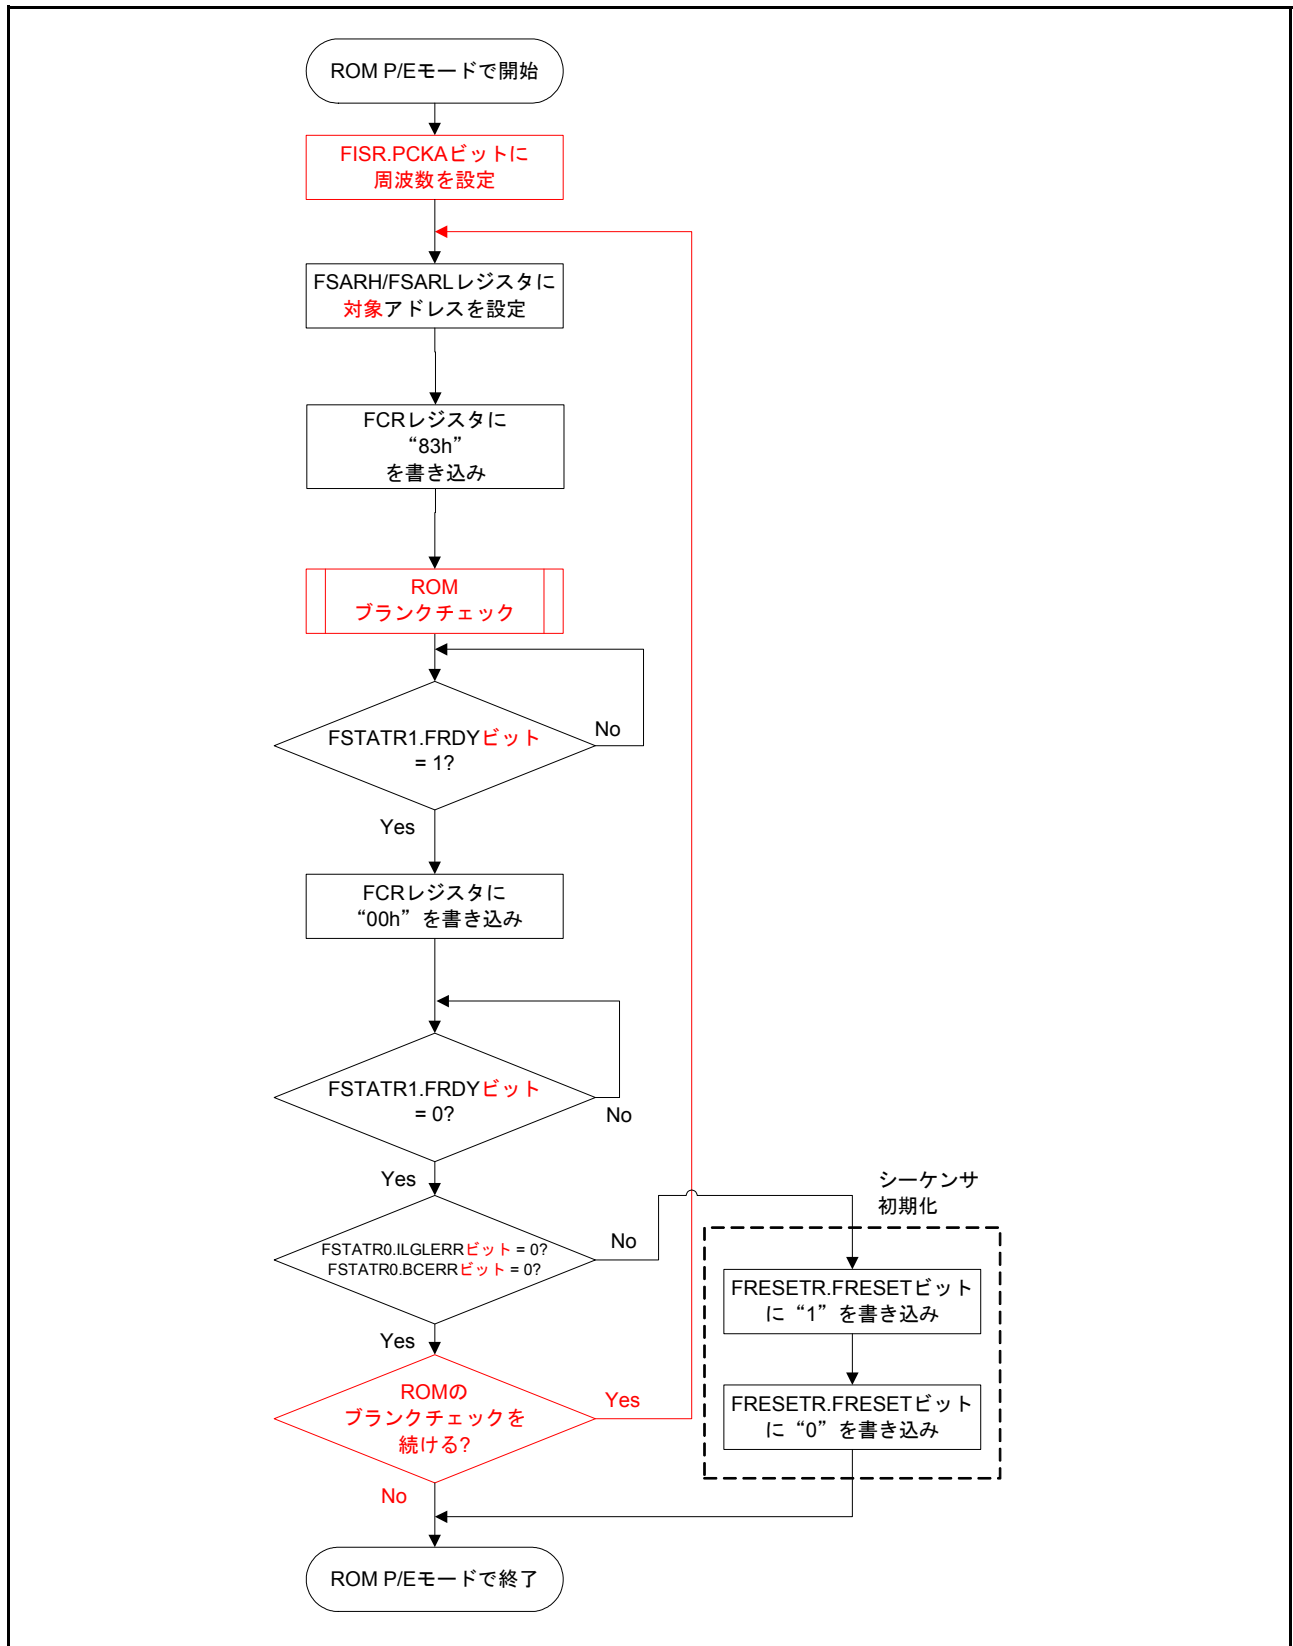 ROM P/Eモードで開始
FISR.PCKAビットに
周波数を設定
FSARH/FSARLレジスタに
対象アドレスを設定
FCRレジスタに
“83h”
を書き込み
ROM
ブランクチェック
FSTATR1.FRDYビット
= 1?
No
Yes
FCRレジスタに
“00h”を書き込み
FSTATR1.FRDYビット
= 0?
No
Yes
FSTATR0.ILGLERRビット = 0?
FSTATR0.BCERRビット = 0?
No
Yes
シーケンサ
初期化
FRESETR.FRESETビット
に“1”を書き込み
FRESETR.FRESETビット
に“0”を書き込み
ROMの
ブランクチェックを
続ける?
Yes
No
ROM P/Eモードで終了